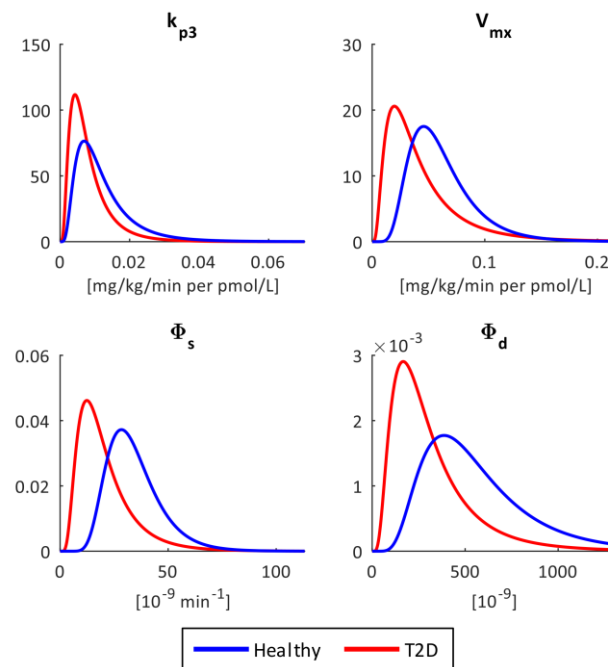 k_p3
150
100
50
0
0 0.02 0.04 0.06
[mg/kg/min per pmol/L]
V_mx
30
20
10
0
0 0.1 0.2
[mg/kg/min per pmol/L]
Φ_s
0.06
0.04
0.02
0
0 50 100
[10^-9 min^-1]
Φ_d
×10^-3
3
2
1
0
0 500 1000
[10^-9]
Healthy T2D